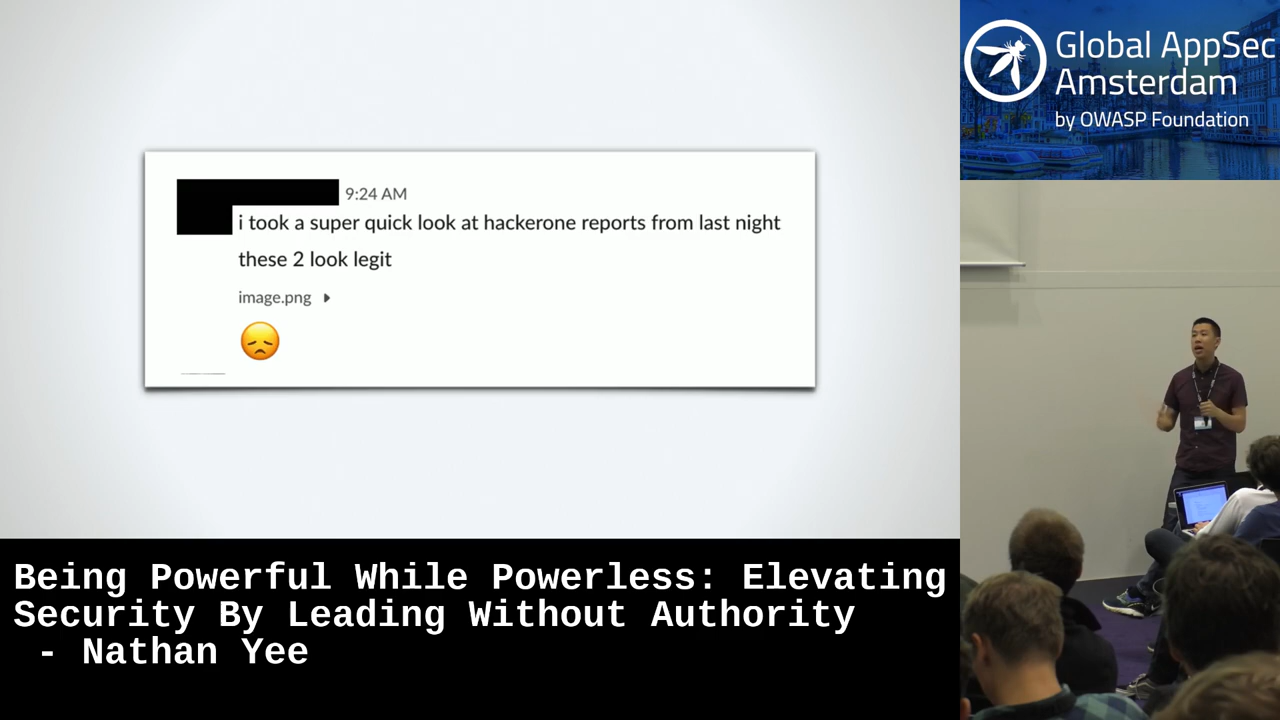 9:24 AM
i took a super quick look at hackerone reports from last night
these 2 look legit
image.png
Global AppSec
Amsterdam
by OWASP Foundation
Being Powerful While Powerless: Elevating
Security By Leading Without Authority
- Nathan Yee